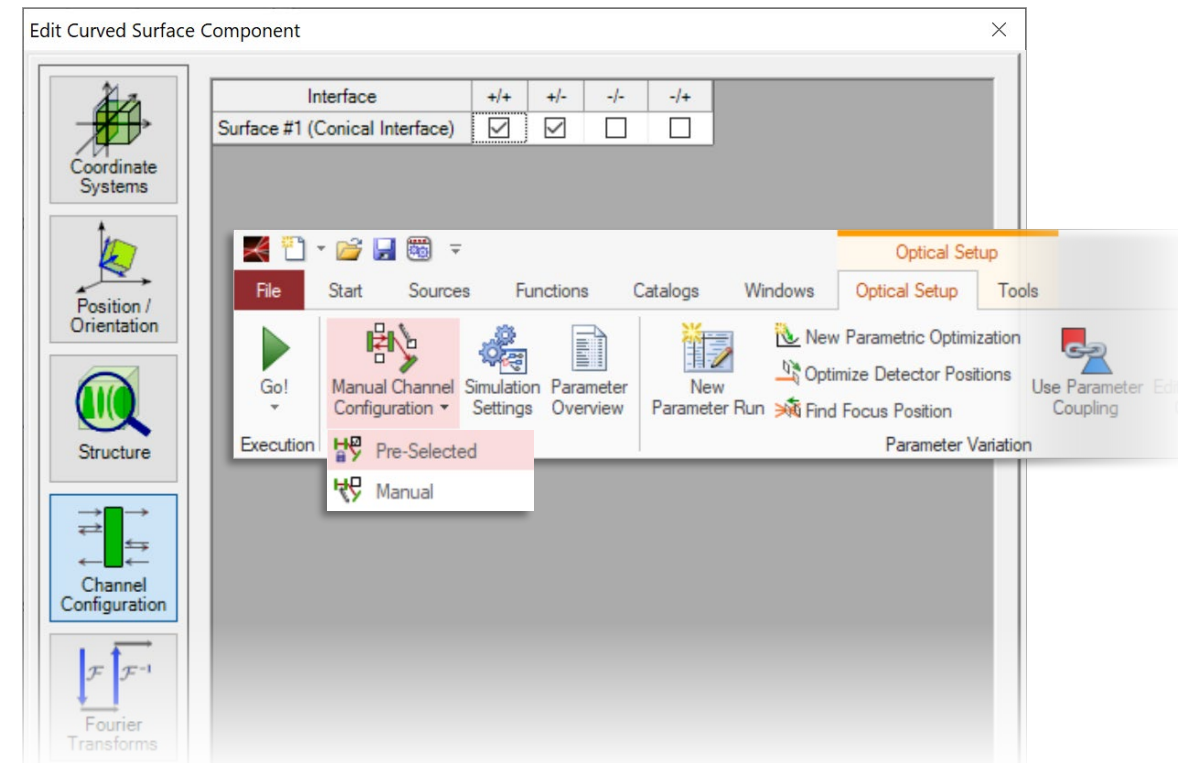 Edit Curved Surface Component
Coordinate
Systems
Position /
Orientation
Structure
Channel
Configuration
Fourier
Transforms
Interface +/+ +/- -/- -/+
Surface #1 (Conical Interface)
Optical Setup
File Start Sources Functions Catalogs Windows Optical Setup Tools
Go!
Manual Channel
Configuration
Simulation
Settings
Parameter
Overview
New
Parameter Run
New Parametric Optimization
Optimize Detector Positions
Find Focus Position
Use Parameter
Coupling
Execution
Parameter Variation
Pre-Selected
Manual